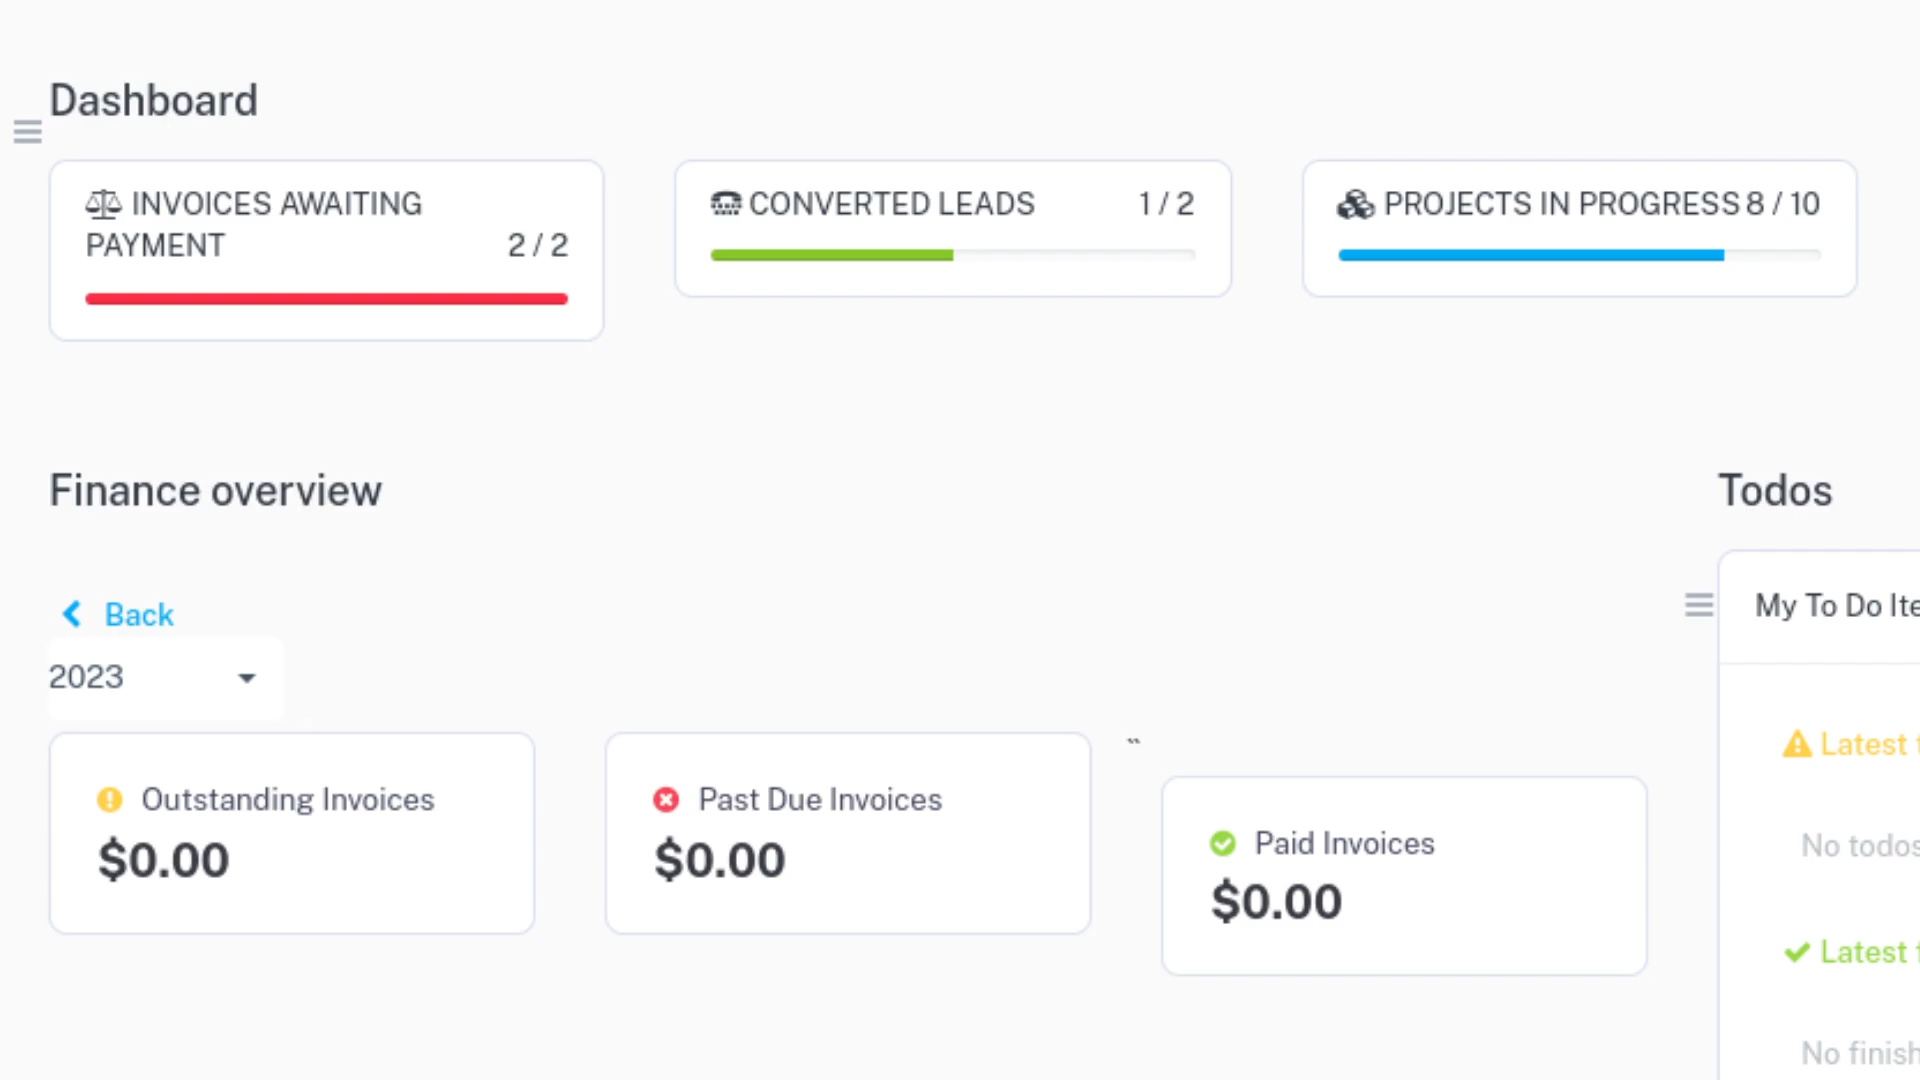 Dashboard
INVOICES AWAITING
PAYMENT 2 / 2
CONVERTED LEADS 1 / 2
PROJECTS IN PROGRESS 8 / 10
Finance overview
Back
2023
Outstanding Invoices
$0.00
Past Due Invoices
$0.00
Paid Invoices
$0.00
Todos
My To Do Ite
Latest
No todos
Latest
No finish